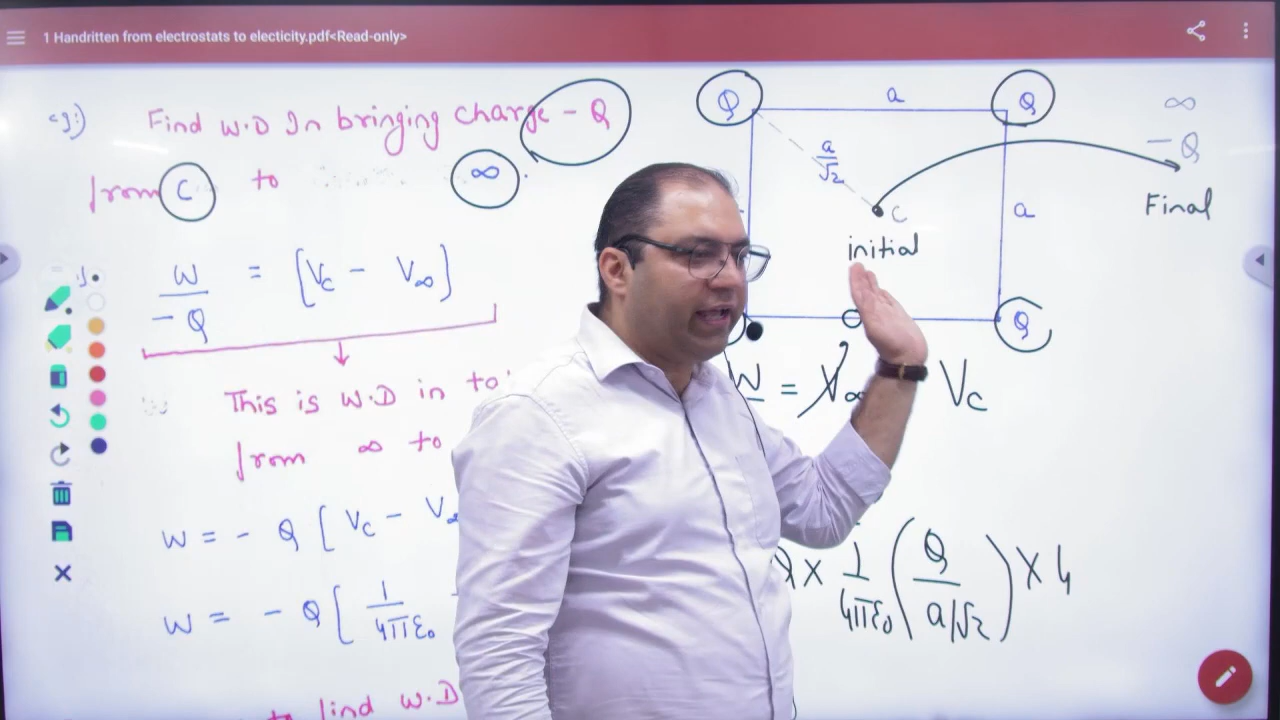 1 Handritten from electrostats to electicity.pdf<Read-only>
eg:) Find W.D In bringing charge - Q
from C to ∞.
W/-Q = [Vc - V∞]
This is W.D in
from ∞ to
W = - Q [ Vc - V∞
W = - Q [ 1/4πε₀
find W.D
Q a Q
a/√2
C
a
initial
∞
- Q
Final
Q
W = V∞ Vc
Q × 1/4πε₀ (Q/a/√2) × 4